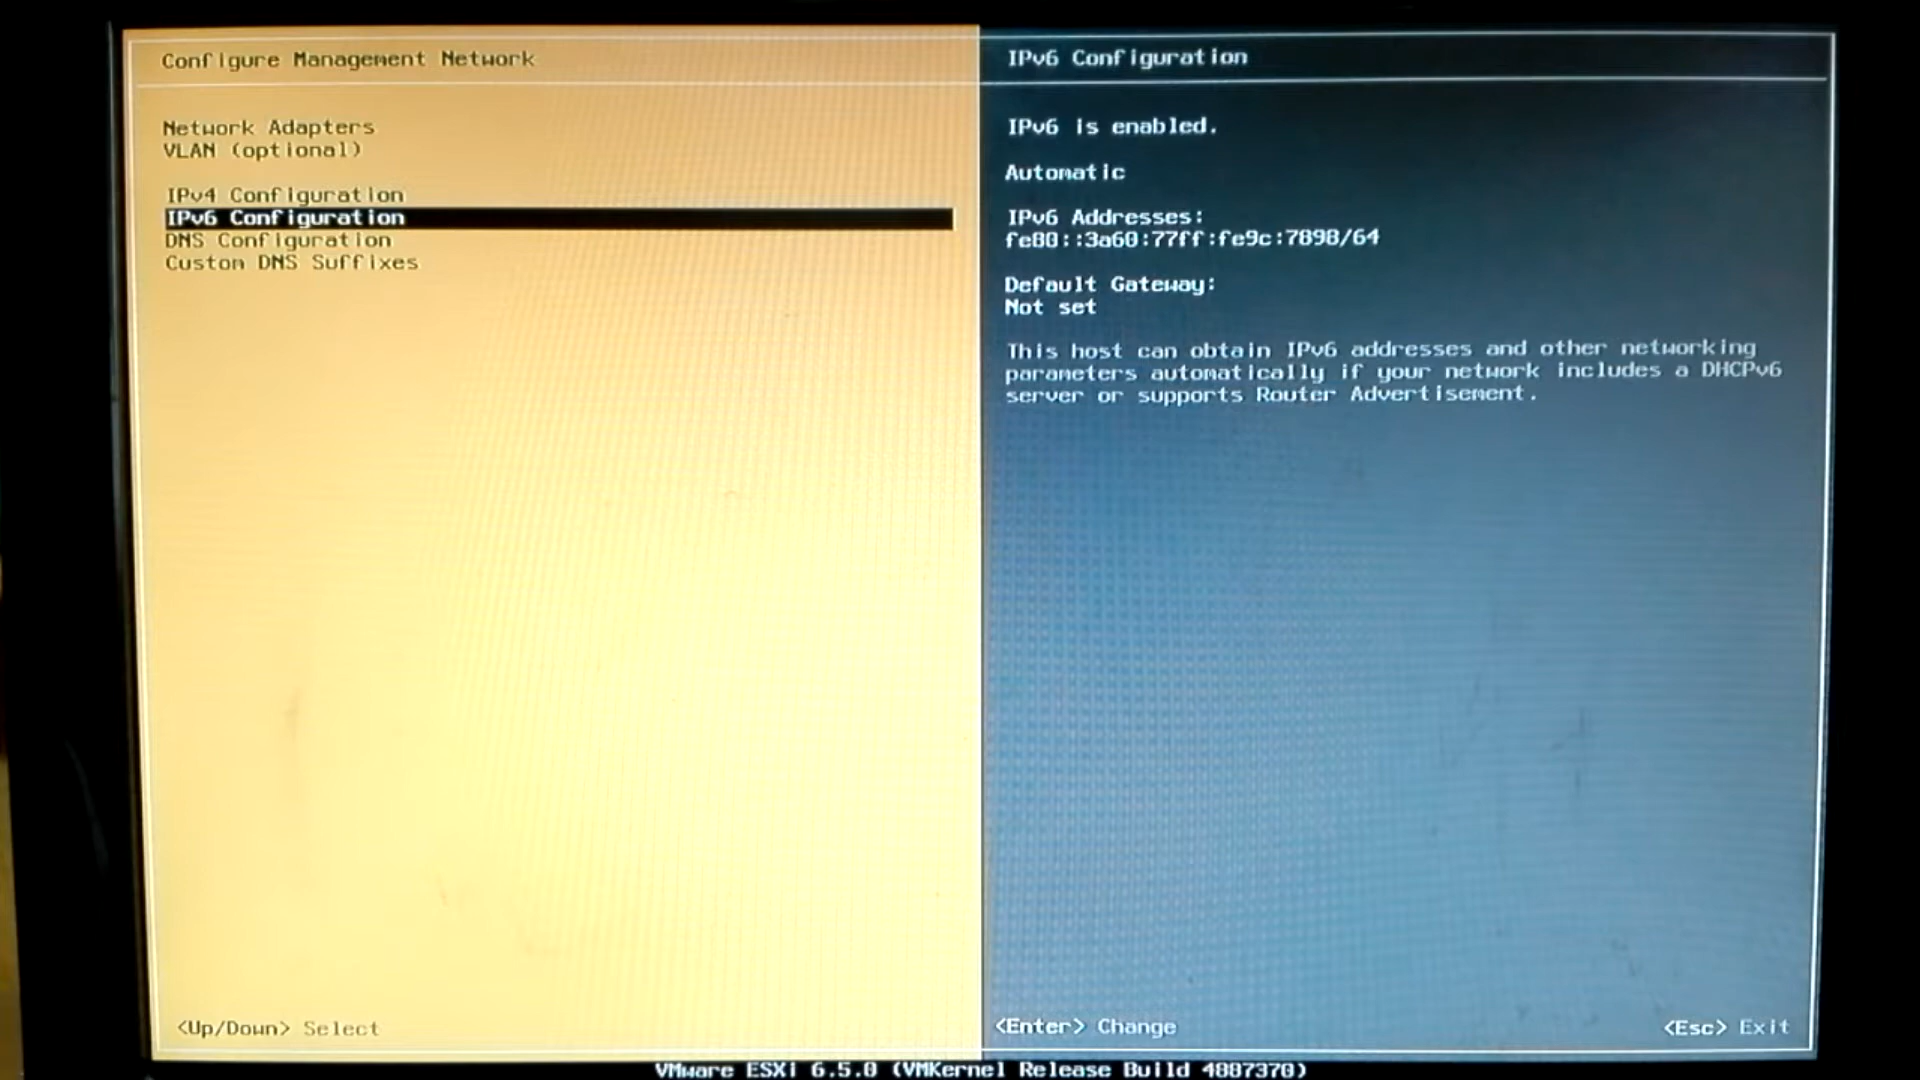 Configure Management Network
Network Adapters
VLAN (optional)
IPv4 Configuration
IPv6 Configuration
DNS Configuration
Custom DNS Suffixes
<Up/Down> Select
IPv6 Configuration
IPv6 is enabled.
Automatic
IPv6 Addresses:
fe80::3a60:77ff:fe9c:7898/64
Default Gateway:
Not set
This host can obtain IPv6 addresses and other networking
parameters automatically if your network includes a DHCPv6
server or supports Router Advertisement.
<Enter> Change
<Esc> Exit
VMware ESXi 6.5.0 (VMKernel Release Build 4887370)